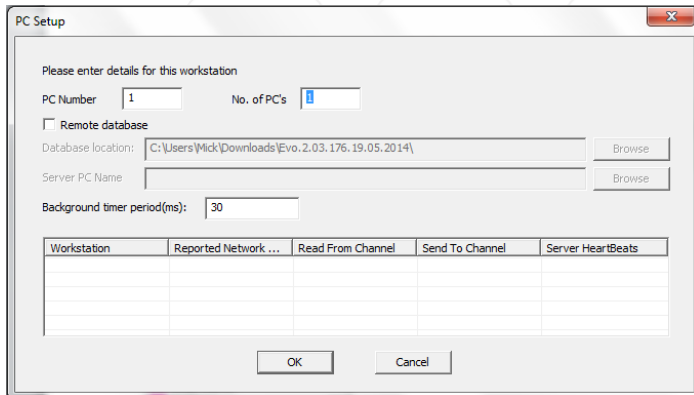 PC Setup
Please enter details for this workstation
PC Number 1 No. of PC's 1
Remote database
Database location: C:\Users\Mick\Downloads\Evo.2.03.176.19.05.2014\ Browse
Server PC Name Browse
Background timer period(ms): 30
Workstation Reported Network ... Read From Channel Send To Channel Server HeartBeats
OK Cancel